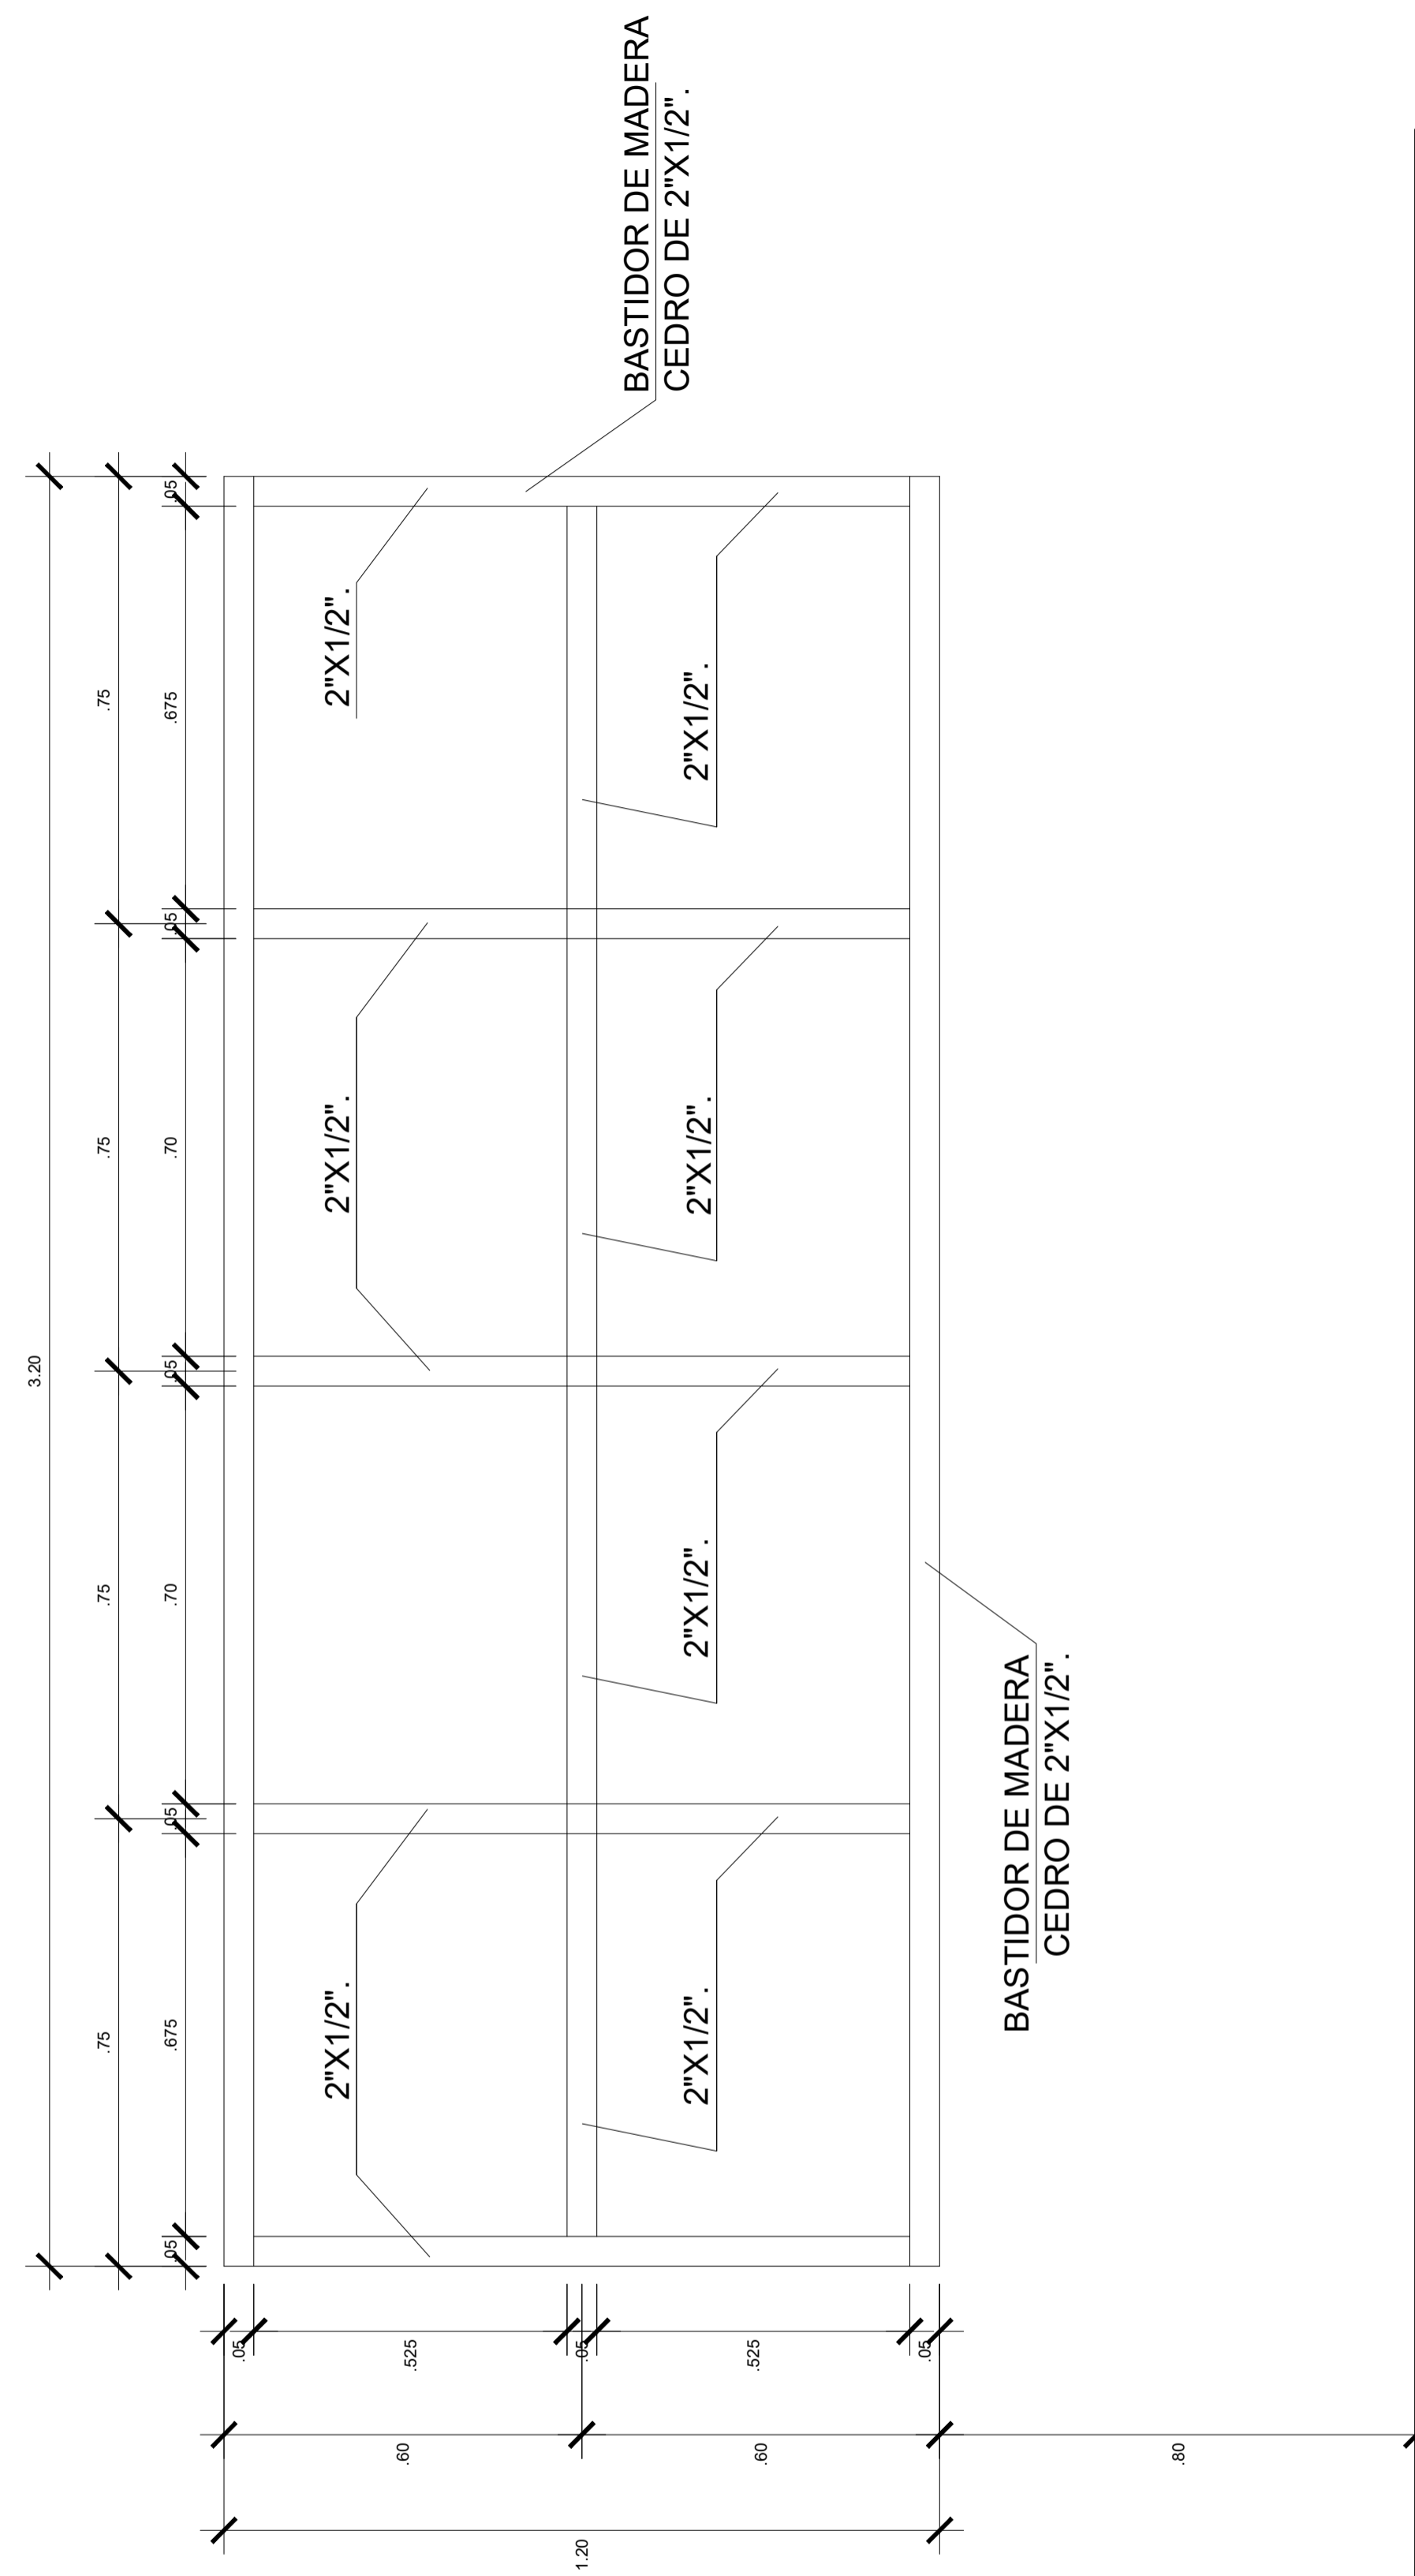 3.20
.75
.75
.75
.75
.05
.675
.05
.70
.05
.70
.05
.675
.05
2"X1/2" .
2"X1/2" .
2"X1/2" .
2"X1/2" .
2"X1/2" .
2"X1/2" .
2"X1/2" .
BASTIDOR DE MADERA
CEDRO DE 2"X1/2" .
BASTIDOR DE MADERA
CEDRO DE 2"X1/2" .
.05
.525
.05
.525
.05
.60
.60
.80
1.20